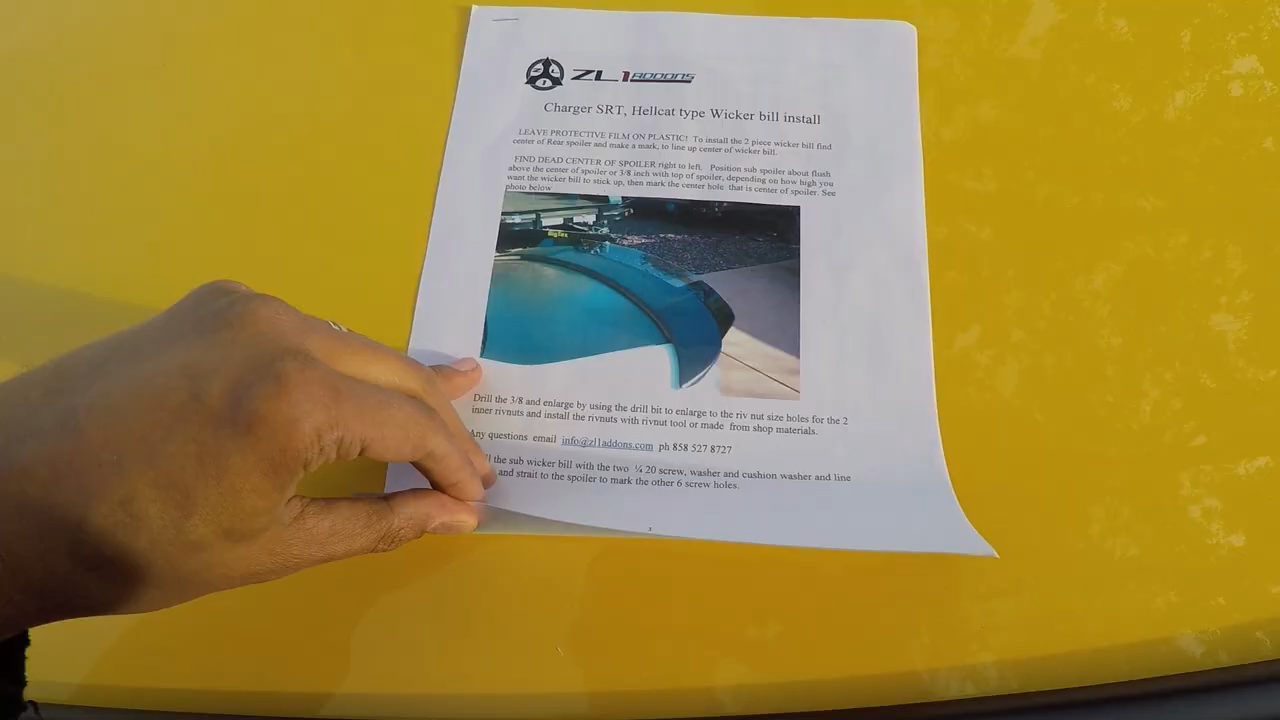 ZL1 ADDONS
Charger SRT, Hellcat type Wicker bill install
LEAVE PROTECTIVE FILM ON PLASTIC! To install the 2 piece wicker bill find
center of Rear spoiler and make a mark, to line up center of wicker bill.
FIND DEAD CENTER OF SPOILER right to left. Position sub spoiler about flush
above the center of spoiler or 3/8 inch with top of spoiler, depending on how high you
want the wicker bill to stick up, then mark the center hole that is center of spoiler. See
photo below
BigTex
Drill the 3/8 and enlarge by using the drill bit to enlarge to the riv nut size holes for the 2
inner rivnuts and install the rivnuts with rivnut tool or made from shop materials.
Any questions email info@zl1addons.com ph 858 527 8727
the sub wicker bill with the two ¼ 20 screw, washer and cushion washer and line
and strait to the spoiler to mark the other 6 screw holes.